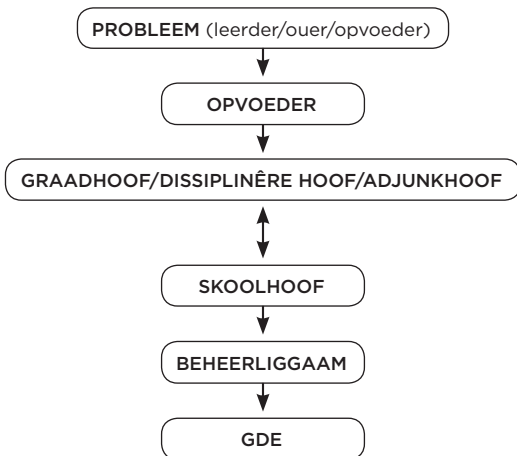 PROBLEEM (leerder/ouer/opvoeder)
OPVOEDER
GRAADHOOF/DISSIPLINÊRE HOOF/ADJUNKHOOF
SKOOLHOOF
BEHEERLIGGAAM
GDE